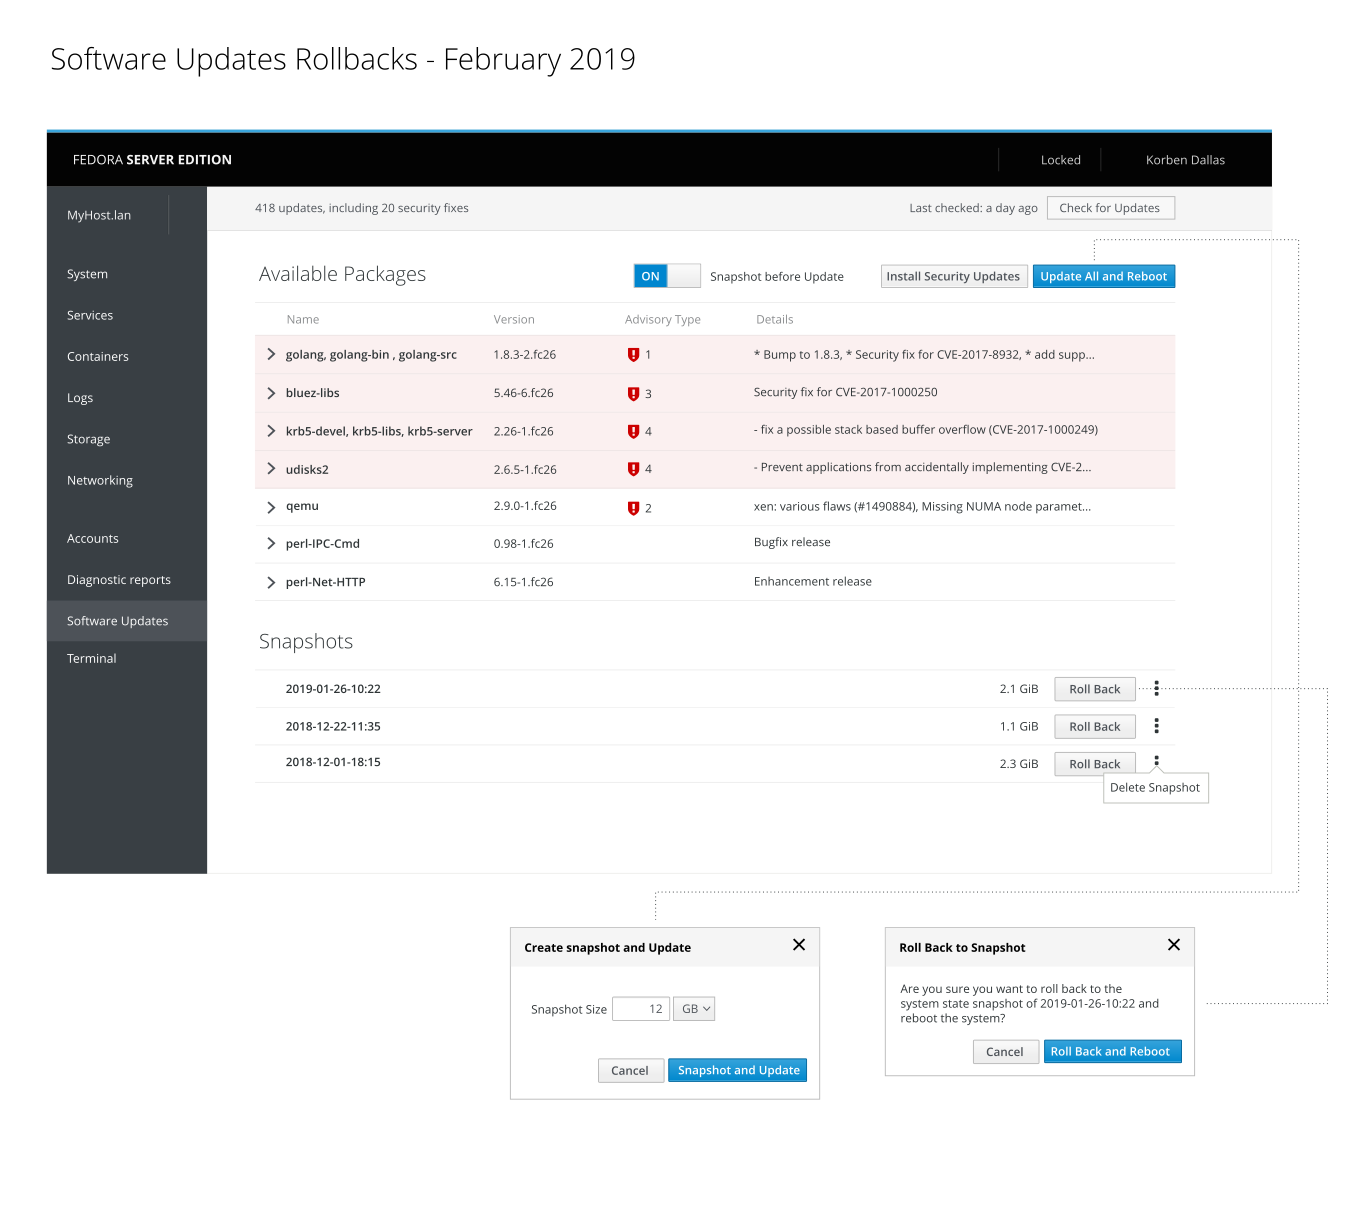 Software Updates Rollbacks - February 2019
FEDORA SERVER EDITION
Locked
Korben Dallas
MyHost.lan
418 updates, including 20 security fixes
Last checked: a day ago
Check for Updates
System
Services
Containers
Logs
Storage
Networking
Accounts
Diagnostic reports
Software Updates
Terminal
Available Packages
ON
Snapshot before Update
Install Security Updates
Update All and Reboot
Name Version Advisory Type Details
golang, golang-bin , golang-src 1.8.3-2.fc26 1 * Bump to 1.8.3, * Security fix for CVE-2017-8932, * add supp...
bluez-libs 5.46-6.fc26 3 Security fix for CVE-2017-1000250
krb5-devel, krb5-libs, krb5-server 2.26-1.fc26 4 - fix a possible stack based buffer overflow (CVE-2017-1000249)
udisks2 2.6.5-1.fc26 4 - Prevent applications from accidentally implementing CVE-2...
qemu 2.9.0-1.fc26 2 xen: various flaws (#1490884), Missing NUMA node paramet...
perl-IPC-Cmd 0.98-1.fc26 Bugfix release
perl-Net-HTTP 6.15-1.fc26 Enhancement release
Snapshots
2019-01-26-10:22 2.1 GiB Roll Back
2018-12-22-11:35 1.1 GiB Roll Back
2018-12-01-18:15 2.3 GiB Roll Back
Delete Snapshot
Create snapshot and Update
Snapshot Size 12 GB
Cancel Snapshot and Update
Roll Back to Snapshot
Are you sure you want to roll back to the
system state snapshot of 2019-01-26-10:22 and
reboot the system?
Cancel Roll Back and Reboot